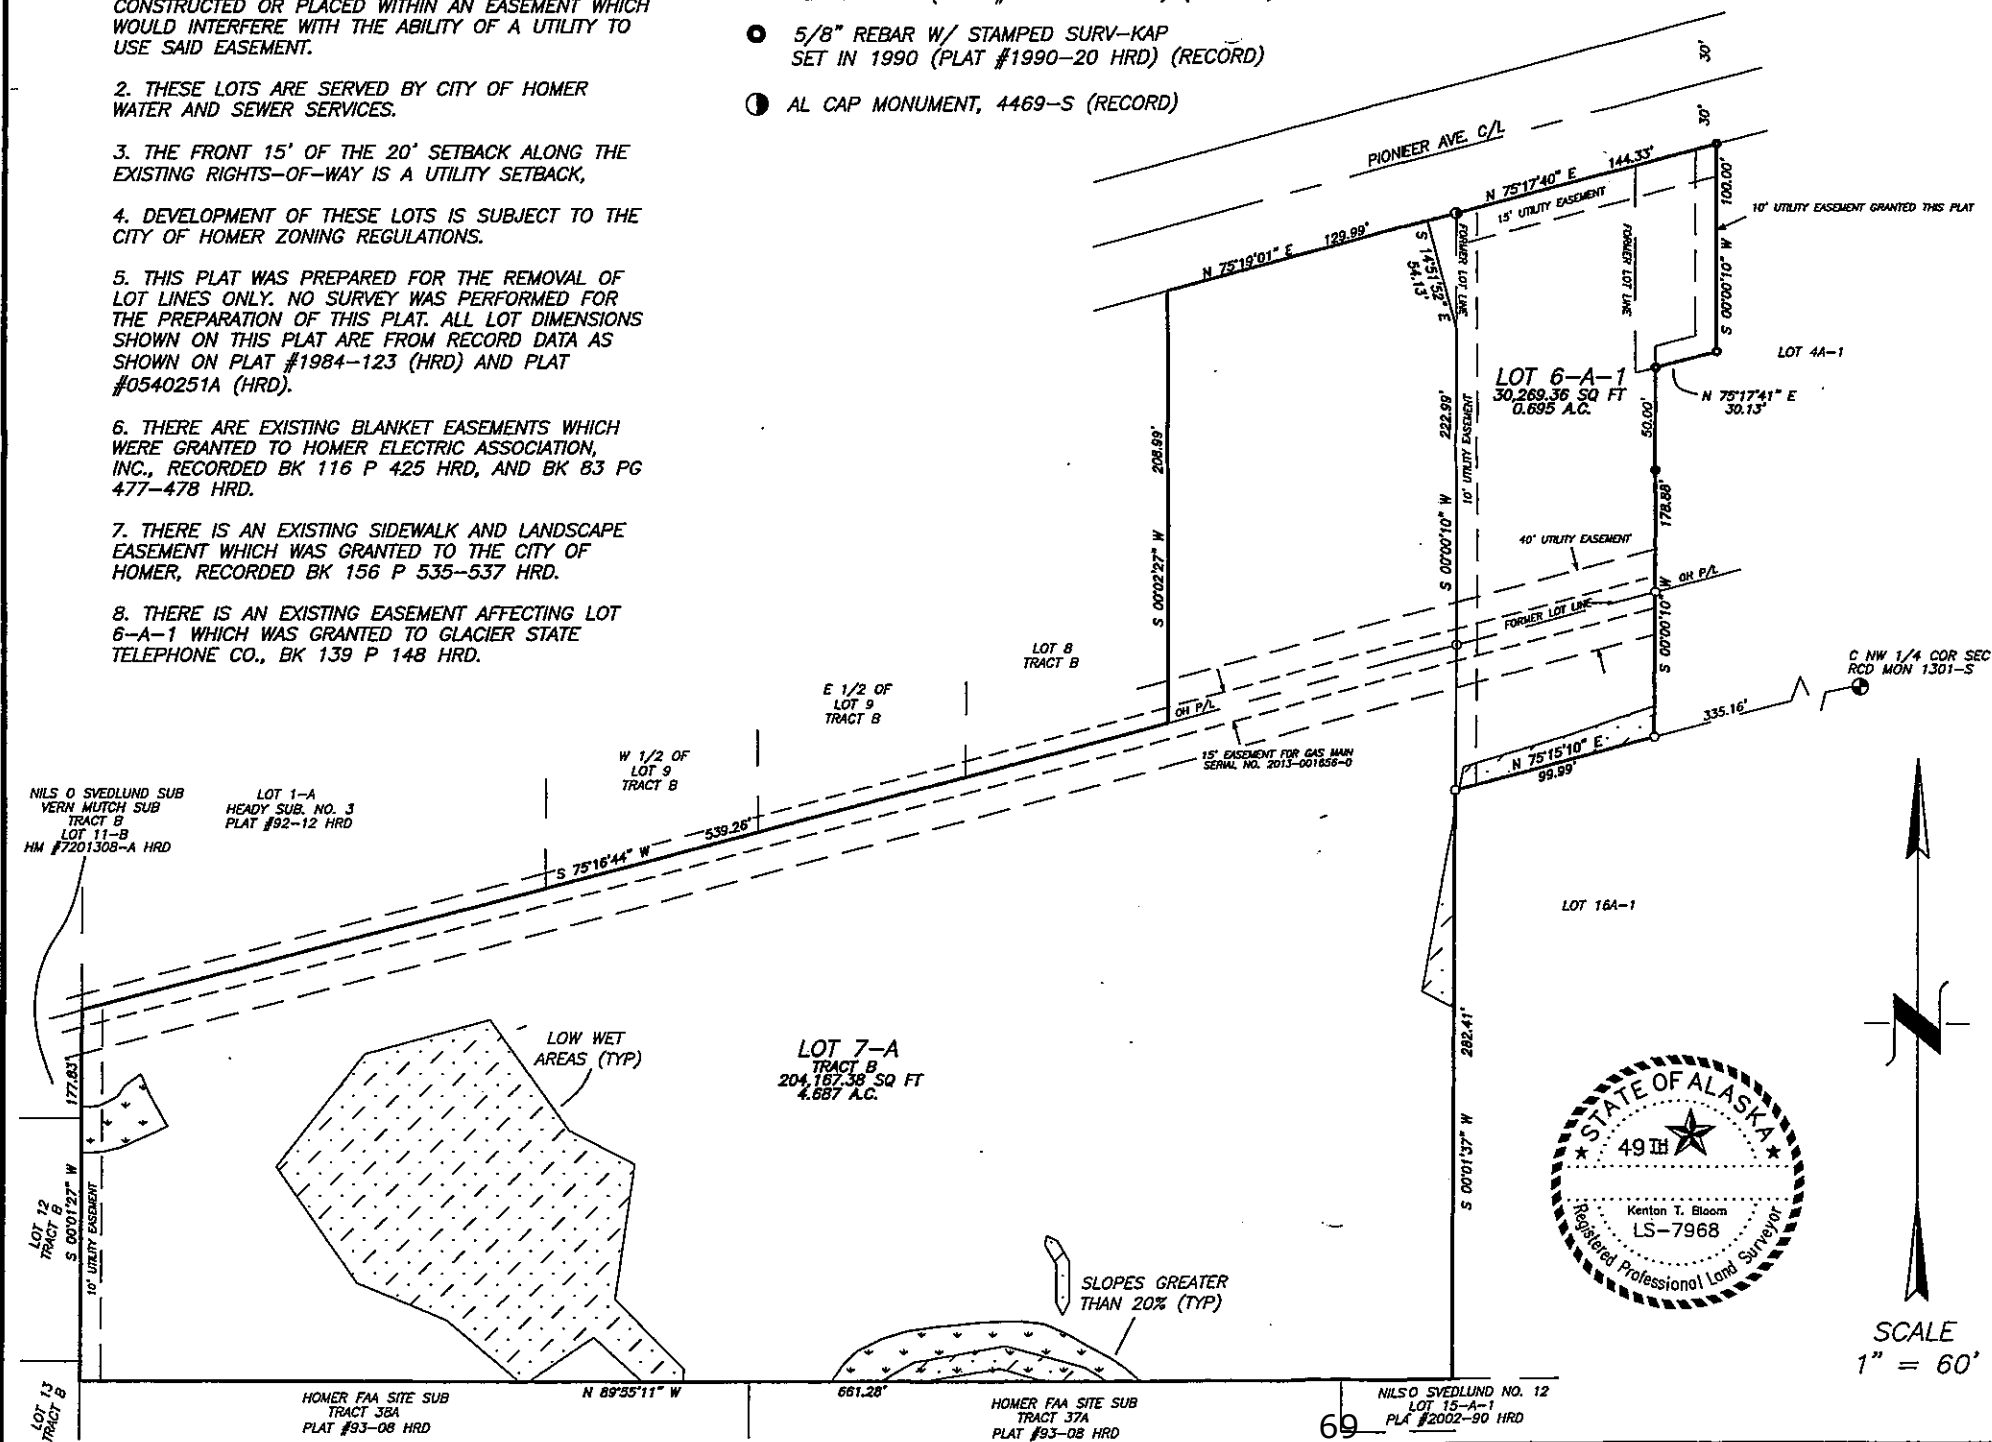 CONSTRUCTED OR PLACED WITHIN AN EASEMENT WHICH
WOULD INTERFERE WITH THE ABILITY OF A UTILITY TO
USE SAID EASEMENT.
2. THESE LOTS ARE SERVED BY CITY OF HOMER
WATER AND SEWER SERVICES.
3. THE FRONT 15' OF THE 20' SETBACK ALONG THE
EXISTING RIGHTS-OF-WAY IS A UTILITY SETBACK,
4. DEVELOPMENT OF THESE LOTS IS SUBJECT TO THE
CITY OF HOMER ZONING REGULATIONS.
5. THIS PLAT WAS PREPARED FOR THE REMOVAL OF
LOT LINES ONLY. NO SURVEY WAS PERFORMED FOR
THE PREPARATION OF THIS PLAT. ALL LOT DIMENSIONS
SHOWN ON THIS PLAT ARE FROM RECORD DATA AS
SHOWN ON PLAT #1984-123 (HRD) AND PLAT
#0540251A (HRD).
6. THERE ARE EXISTING BLANKET EASEMENTS WHICH
WERE GRANTED TO HOMER ELECTRIC ASSOCIATION,
INC., RECORDED BK 116 P 425 HRD, AND BK 83 PG
477-478 HRD.
7. THERE IS AN EXISTING SIDEWALK AND LANDSCAPE
EASEMENT WHICH WAS GRANTED TO THE CITY OF
HOMER, RECORDED BK 156 P 535-537 HRD.
8. THERE IS AN EXISTING EASEMENT AFFECTING LOT
6-A-1 WHICH WAS GRANTED TO GLACIER STATE
TELEPHONE CO., BK 139 P 148 HRD.
5/8" REBAR W/ STAMPED SURV-KAP
SET IN 1990 (PLAT #1990-20 HRD) (RECORD)
AL CAP MONUMENT, 4469-S (RECORD)
30'
30'
PIONEER AVE. C/L
N 75°17'40" E 144.33'
15' UTILITY EASEMENT
N 75°19'01" E 129.99'
S 14°51'52" E
54.13'
FORMER LOT LINE
FORMER LOT LINE
100.00'
S 00°00'10" W
10' UTILITY EASEMENT GRANTED THIS PLAT
LOT 4A-1
LOT 6-A-1
30,269.36 SQ FT
0.695 A.C.
N 75°17'41" E
30.13'
50.00'
178.88'
S 00°00'10" W
222.99'
S 00°00'10" W
10' UTILITY EASEMENT
208.99'
S 00°02'27" W
40' UTILITY EASEMENT
FORMER LOT LINE
OH P/L
OH P/L
C NW 1/4 COR SEC
RCD MON 1301-S
335.16'
N 75°15'10" E
99.99'
15' EASEMENT FOR GAS MAIN
SERIAL NO. 2013-001656-0
LOT 8
TRACT B
E 1/2 OF
LOT 9
TRACT B
W 1/2 OF
LOT 9
TRACT B
LOT 1-A
HEADY SUB. NO. 3
PLAT #92-12 HRD
NILS O SVEDLUND SUB
VERN MUTCH SUB
TRACT B
LOT 11-B
HM #7201308-A HRD
S 75°16'44" W 539.26'
LOT 16A-1
LOW WET
AREAS (TYP)
LOT 7-A
TRACT B
204,167.38 SQ FT
4.687 A.C.
282.41'
S 00°01'37" W
177.83'
S 00°01'27" W
10' UTILITY EASEMENT
LOT 12
TRACT B
LOT 13
TRACT B
SLOPES GREATER
THAN 20% (TYP)
STATE OF ALASKA
49TH
Kenton T. Bloom
LS-7968
Registered Professional Land Surveyor
N
SCALE
1" = 60'
N 89°55'11" W 661.28'
HOMER FAA SITE SUB
TRACT 38A
PLAT #93-08 HRD
HOMER FAA SITE SUB
TRACT 37A
PLAT #93-08 HRD
NILS O SVEDLUND NO. 12
LOT 15-A-1
#2002-90 HRD
69